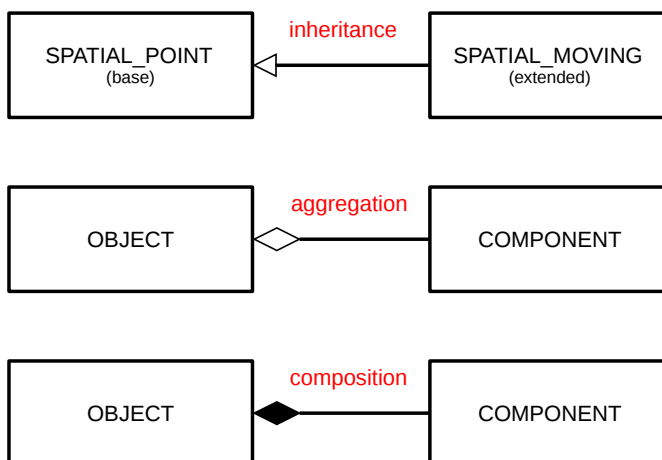 inheritance
SPATIAL_POINT
(base)
SPATIAL_MOVING
(extended)
aggregation
OBJECT
COMPONENT
composition
OBJECT
COMPONENT